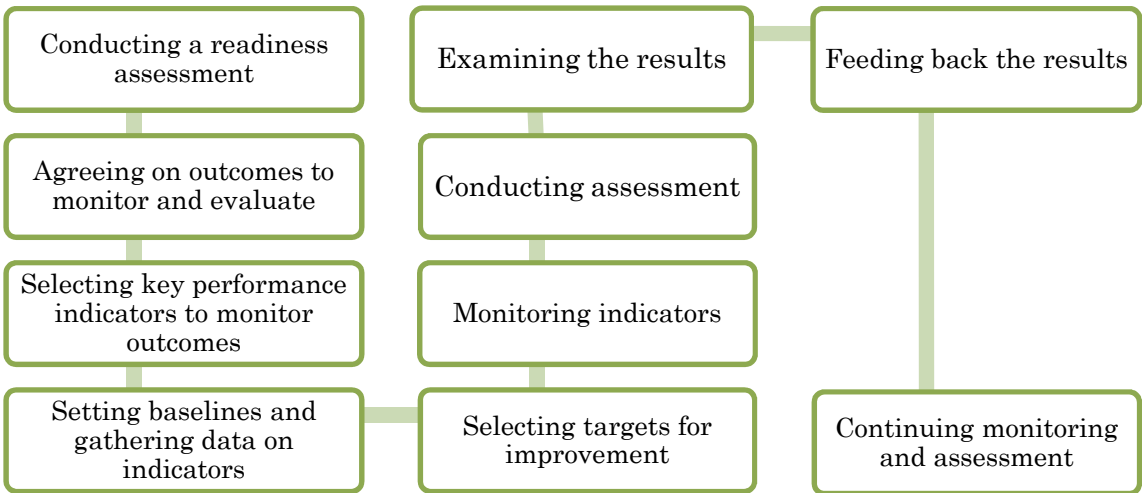 Conducting a readiness
assessment
Agreeing on outcomes to
monitor and evaluate
Selecting key performance
indicators to monitor
outcomes
Setting baselines and
gathering data on
indicators
Selecting targets for
improvement
Monitoring indicators
Conducting assessment
Examining the results
Feeding back the results
Continuing monitoring
and assessment